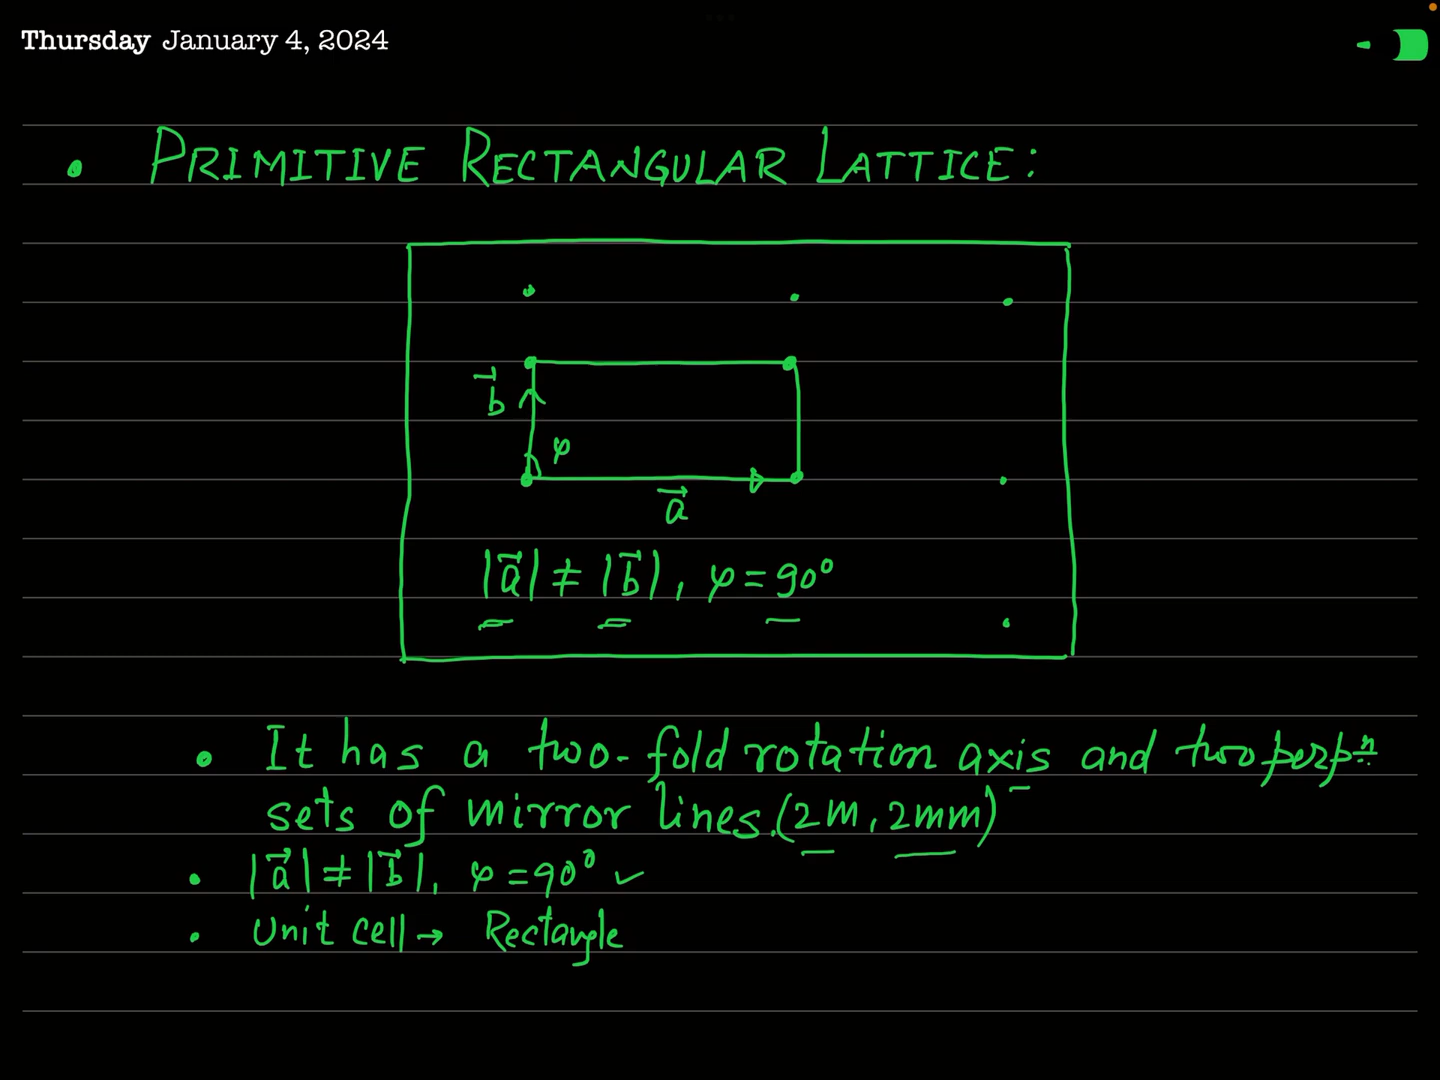 Thursday January 4, 2024
• PRIMITIVE RECTANGULAR LATTICE:
b⃗
φ
a⃗
|a⃗| ≠ |b⃗|, φ = 90°
• It has a two-fold rotation axis and two perpⁿ
sets of mirror lines.(2m, 2mm)
• |a⃗| ≠ |b⃗|, φ = 90° ✓
• Unit cell → Rectangle